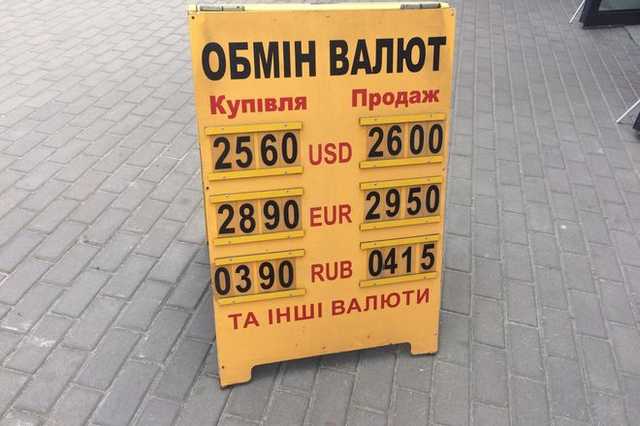 ОБМІН ВАЛЮТ
Купівля Продаж
2560 USD 2600
2890 EUR 2950
0390 RUB 0415
ТА ІНШІ ВАЛЮТИ